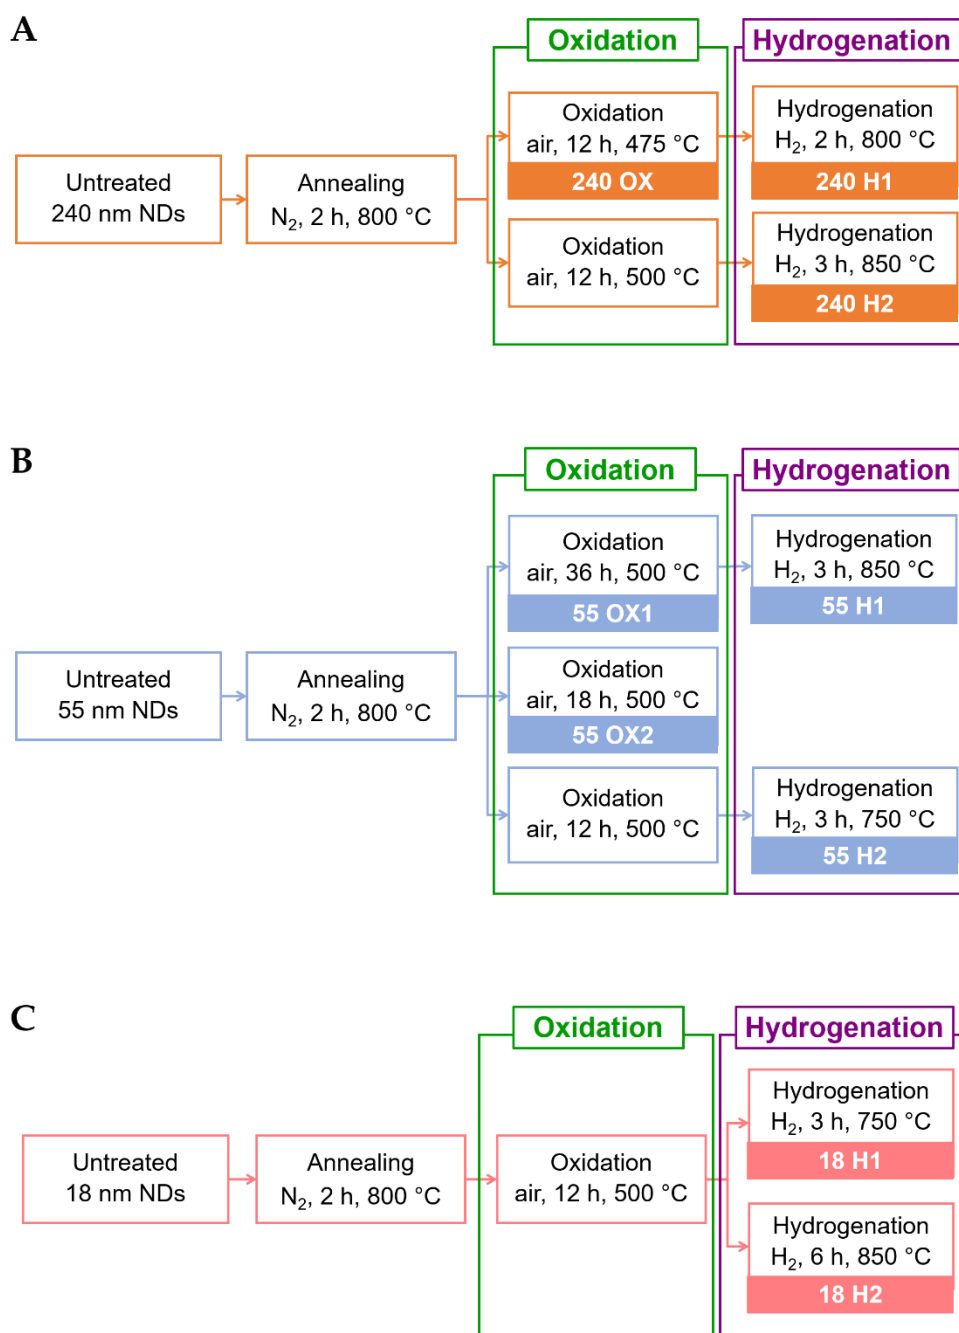 A
Oxidation
Hydrogenation
Untreated
240 nm NDs
Annealing
N₂, 2 h, 800 °C
Oxidation
air, 12 h, 475 °C
240 OX
Hydrogenation
H₂, 2 h, 800 °C
240 H1
Oxidation
air, 12 h, 500 °C
Hydrogenation
H₂, 3 h, 850 °C
240 H2
B
Oxidation
Hydrogenation
Untreated
55 nm NDs
Annealing
N₂, 2 h, 800 °C
Oxidation
air, 36 h, 500 °C
55 OX1
Hydrogenation
H₂, 3 h, 850 °C
55 H1
Oxidation
air, 18 h, 500 °C
55 OX2
Oxidation
air, 12 h, 500 °C
Hydrogenation
H₂, 3 h, 750 °C
55 H2
C
Oxidation
Hydrogenation
Untreated
18 nm NDs
Annealing
N₂, 2 h, 800 °C
Oxidation
air, 12 h, 500 °C
Hydrogenation
H₂, 3 h, 750 °C
18 H1
Hydrogenation
H₂, 6 h, 850 °C
18 H2